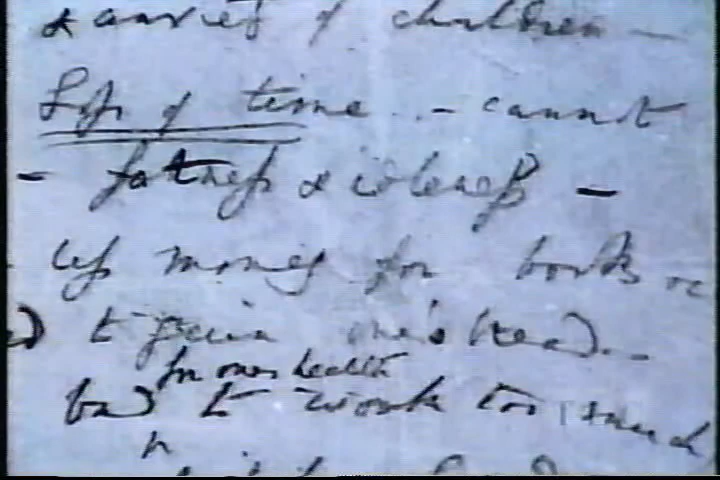 & anxiety of children —
Loss of time. — cannot
— fatness & idleness —
less money for books &c
to gain one's bread. —
for ones health
bad to work too much